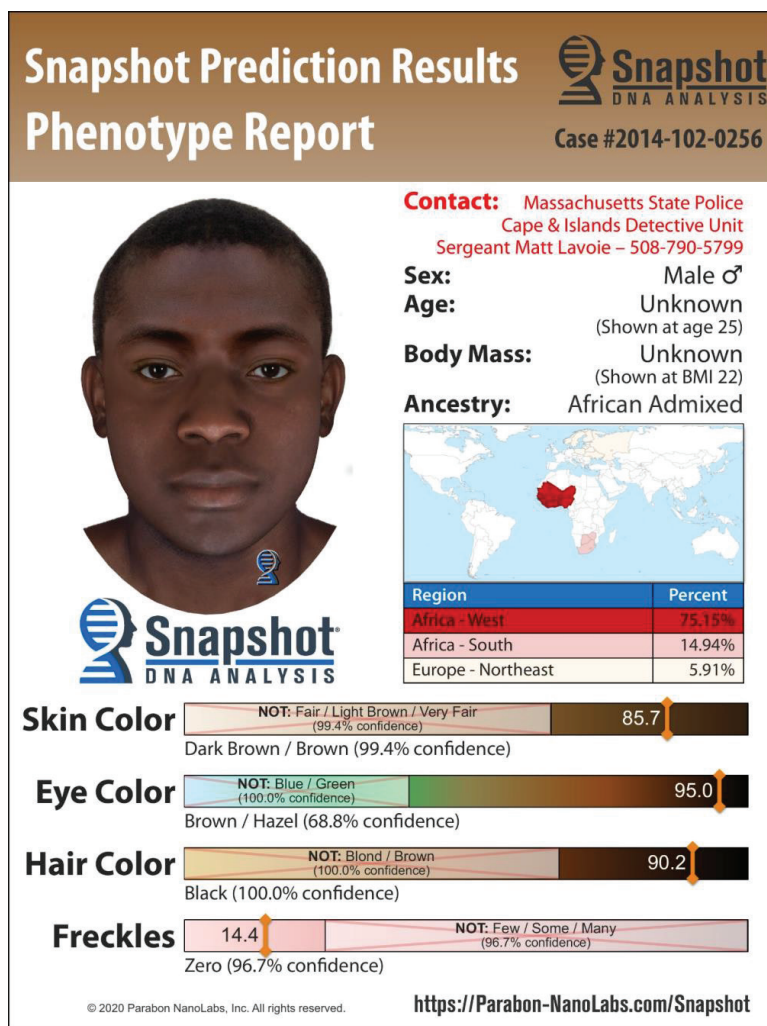 Snapshot Prediction Results
Phenotype Report
Snapshot
DNA ANALYSIS
Case #2014-102-0256
Contact: Massachusetts State Police
Cape & Islands Detective Unit
Sergeant Matt Lavoie – 508-790-5799
Sex: Male ♂
Age: Unknown
(Shown at age 25)
Body Mass: Unknown
(Shown at BMI 22)
Ancestry: African Admixed
Region Percent
Africa - West 75.15%
Africa - South 14.94%
Europe - Northeast 5.91%
Snapshot®
DNA ANALYSIS
Skin Color NOT: Fair / Light Brown / Very Fair 85.7
(99.4% confidence)
Dark Brown / Brown (99.4% confidence)
Eye Color NOT: Blue / Green 95.0
(100.0% confidence)
Brown / Hazel (68.8% confidence)
Hair Color NOT: Blond / Brown 90.2
(100.0% confidence)
Black (100.0% confidence)
Freckles 14.4 NOT: Few / Some / Many
(96.7% confidence)
Zero (96.7% confidence)
© 2020 Parabon NanoLabs, Inc. All rights reserved. https://Parabon-NanoLabs.com/Snapshot